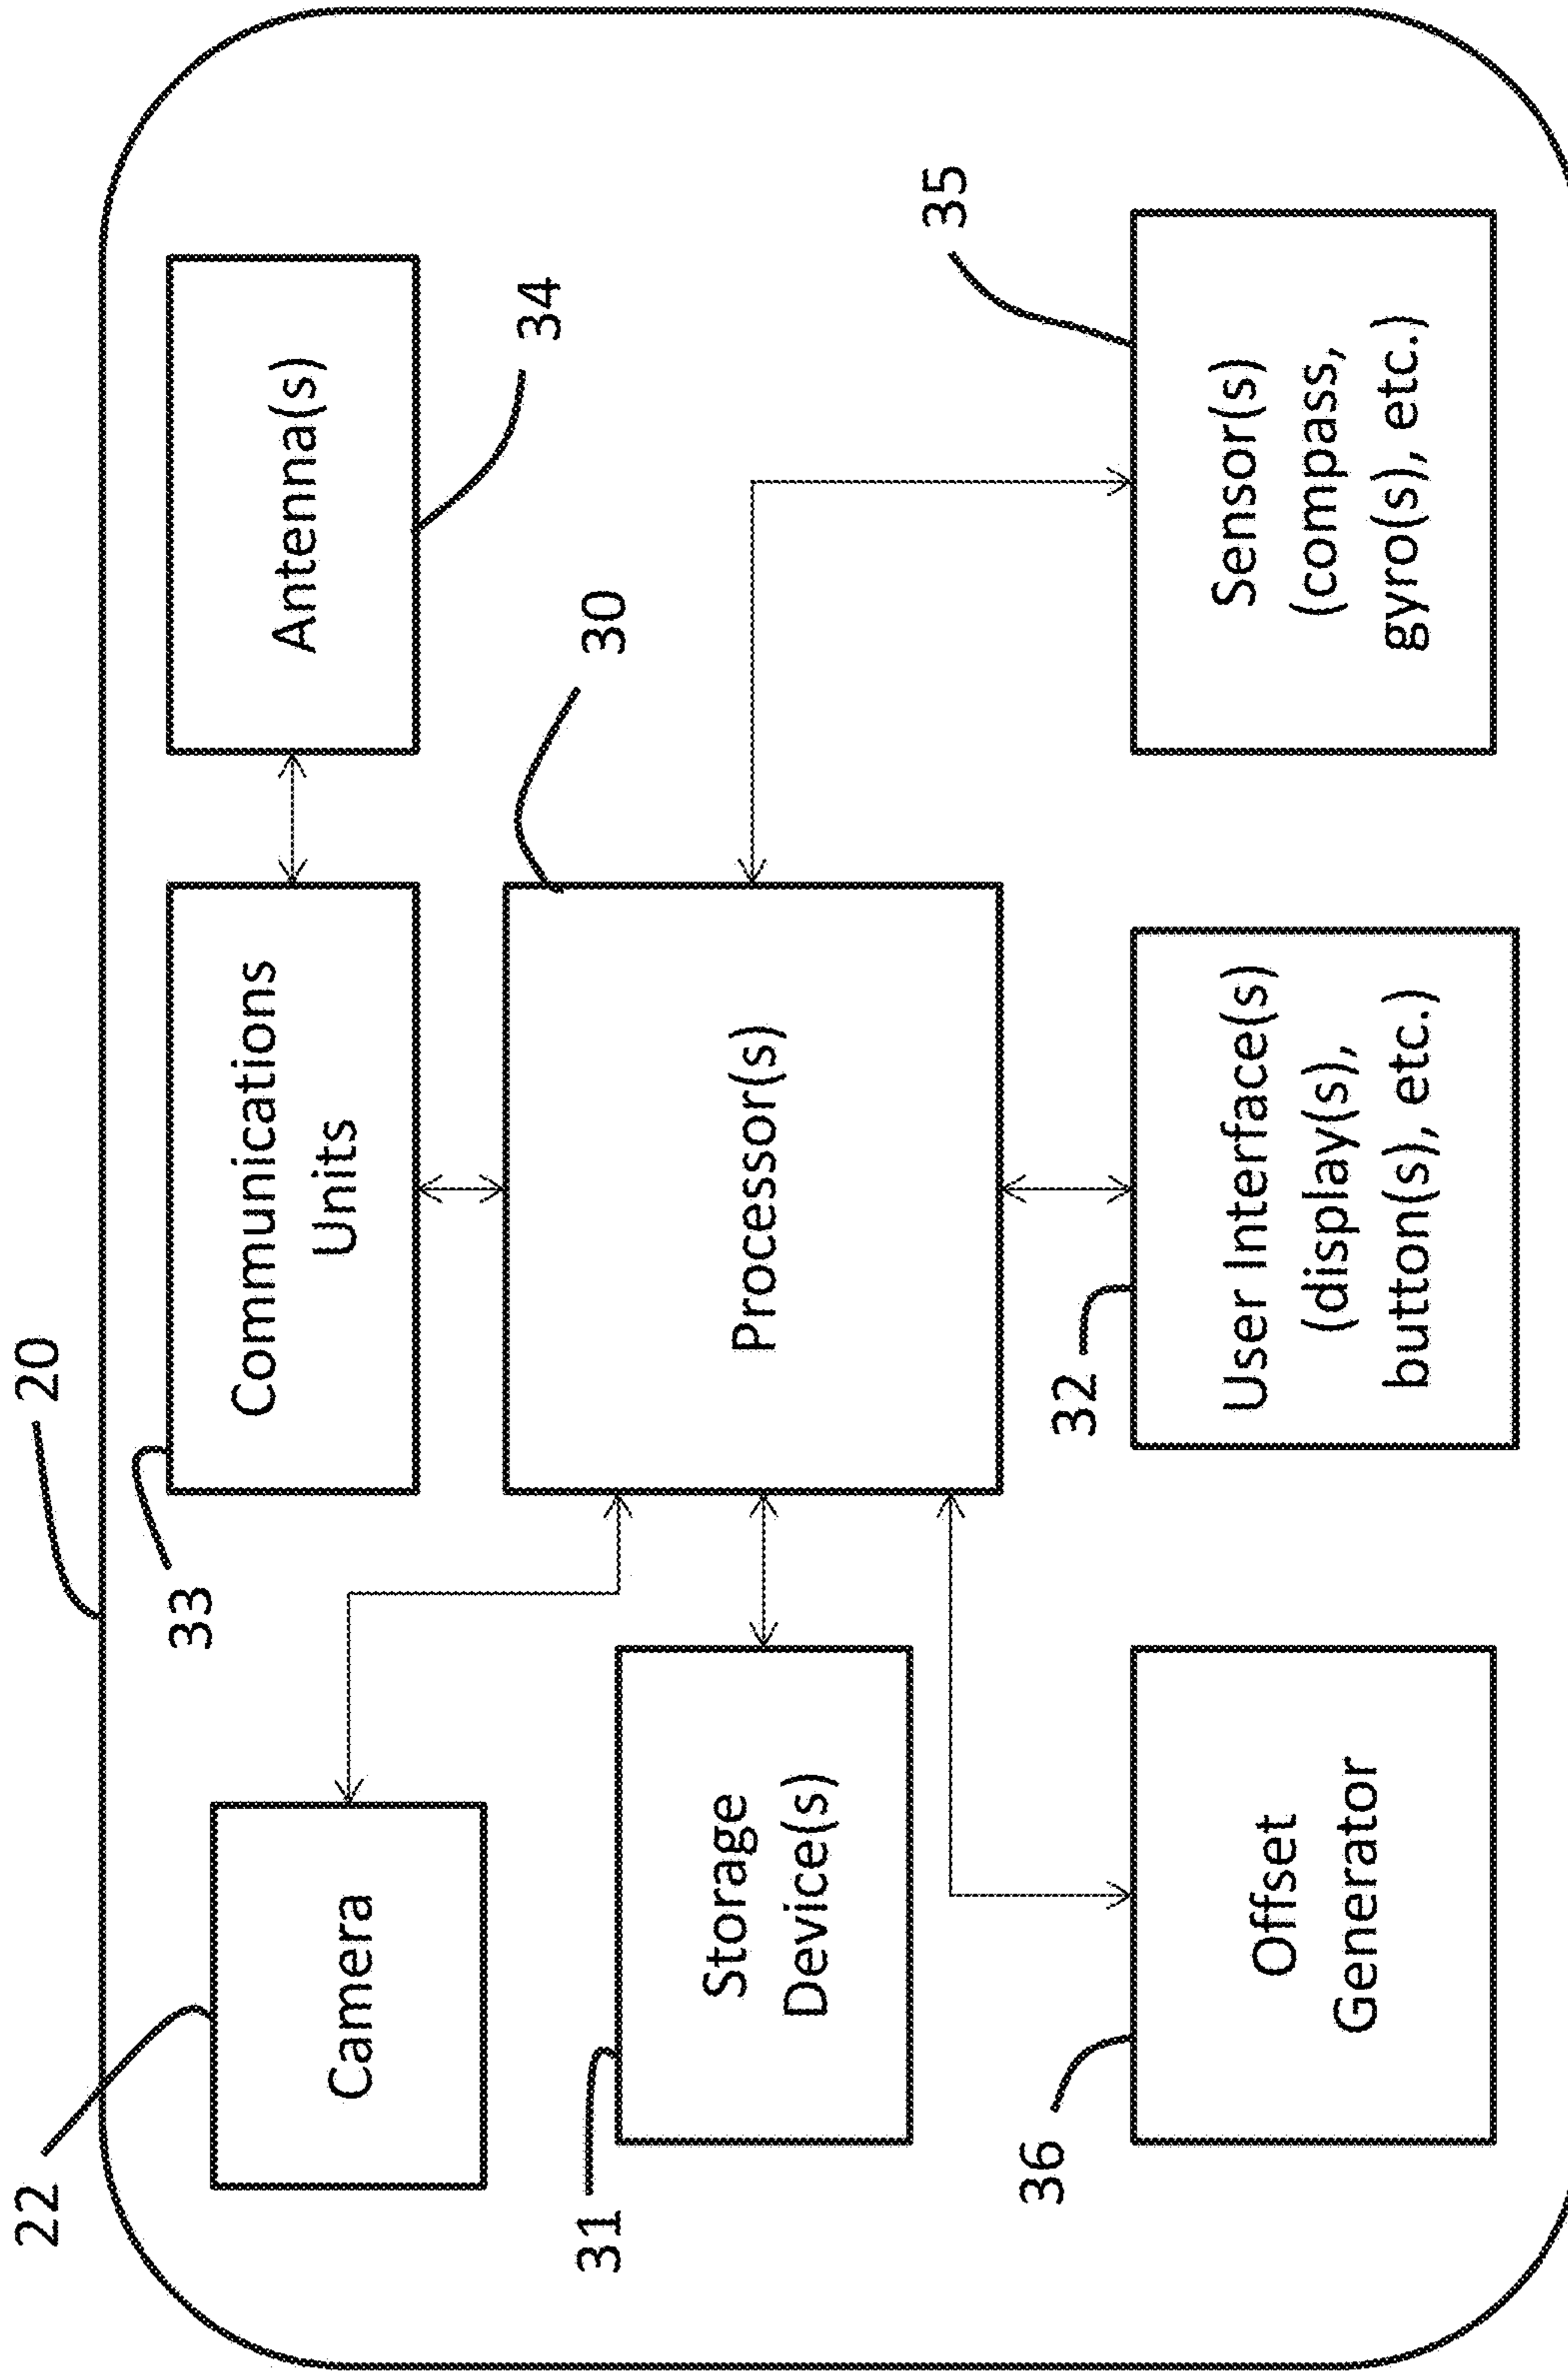 20
22
Camera
33
Communications
Units
Antenna(s)
34
31
Storage
Device(s)
Processor(s)
30
36
Offset
Generator
32
User Interface(s)
(display(s),
button(s), etc.)
35
Sensor(s)
(compass,
gyro(s), etc.)